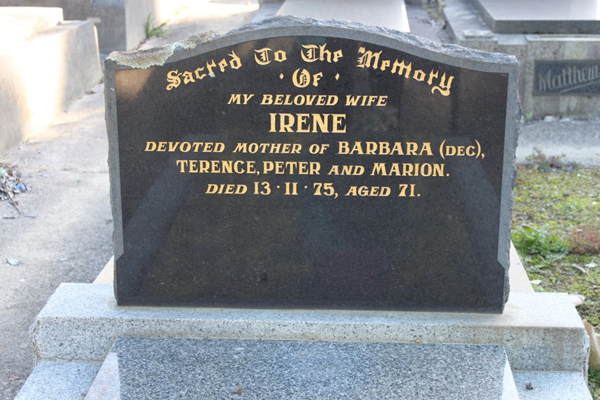 Sacred To The Memory
· Of ·
MY BELOVED WIFE
IRENE
DEVOTED MOTHER OF BARBARA (DEC),
TERENCE, PETER AND MARION.
DIED 13·11·75, AGED 71.
Matthew